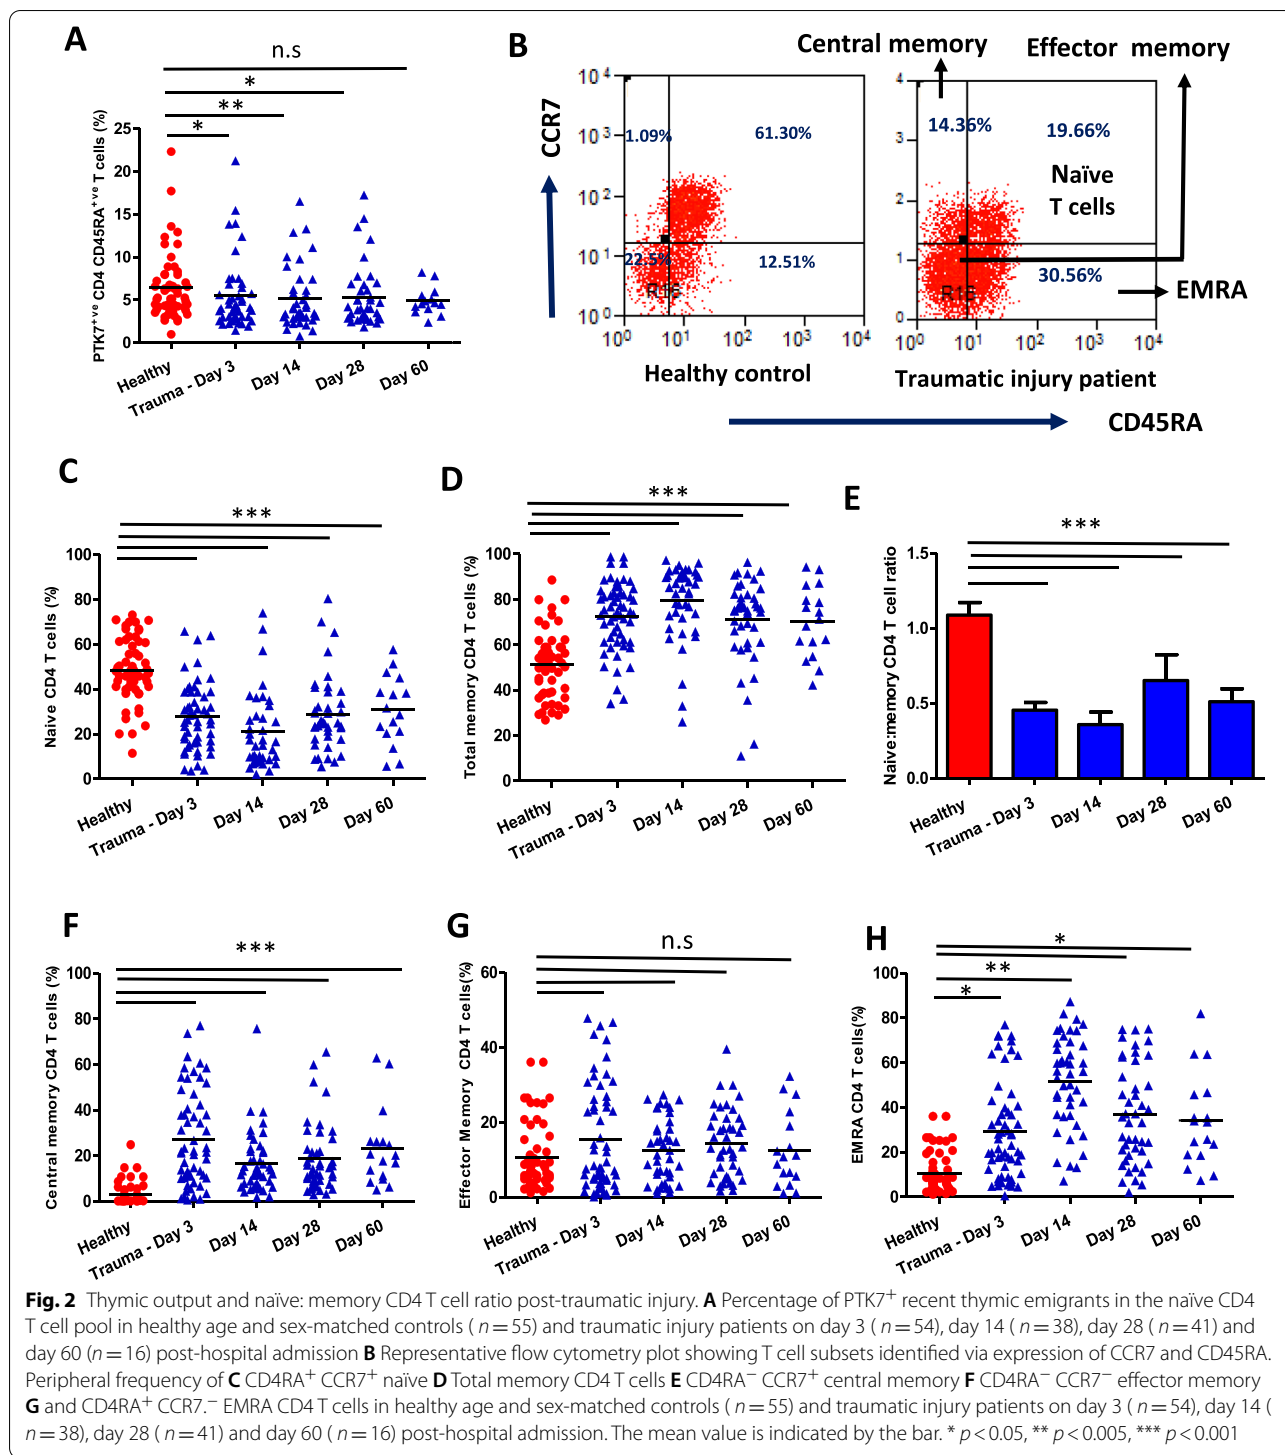 A
n.s
*
**
*
PTK7+ve CD4 CD45RA+ve T cells (%)
25
20
15
10
5
0
Healthy
Trauma - Day 3
Day 14
Day 28
Day 60
B
Central memory
Effector memory
CCR7
10⁴
10³
10²
10¹
10⁰
1.09%
61.30%
22.5%
12.51%
10⁰
10¹
10²
10³
10⁴
Healthy control
4
3
2
1
0
14.36%
19.66%
Naïve
T cells
30.56%
EMRA
R16
10⁰
10¹
10²
10³
10⁴
Traumatic injury patient
CD45RA
C
***
Naive CD4 T cells (%)
100
80
60
40
20
0
Healthy
Trauma - Day 3
Day 14
Day 28
Day 60
D
***
Total memory CD4 T cells (%)
100
80
60
40
20
0
Healthy
Trauma - Day 3
Day 14
Day 28
Day 60
E
***
Naive:memory CD4 T cell ratio
1.5
1.0
0.5
0.0
Healthy
Trauma - Day 3
Day 14
Day 28
Day 60
F
***
Central memory CD4 T cells (%)
100
80
60
40
20
0
Healthy
Trauma - Day 3
Day 14
Day 28
Day 60
G
n.s
Effector Memory CD4 T cells(%)
60
40
20
0
Healthy
Trauma - Day 3
Day 14
Day 28
Day 60
H
*
**
*
EMRA CD4 T cells(%)
100
80
60
40
20
0
Healthy
Trauma - Day 3
Day 14
Day 28
Day 60
Fig. 2 Thymic output and naïve: memory CD4 T cell ratio post-traumatic injury. A Percentage of PTK7⁺ recent thymic emigrants in the naïve CD4
T cell pool in healthy age and sex-matched controls ( n = 55) and traumatic injury patients on day 3 ( n = 54), day 14 ( n = 38), day 28 ( n = 41) and
day 60 (n = 16) post-hospital admission B Representative flow cytometry plot showing T cell subsets identified via expression of CCR7 and CD45RA.
Peripheral frequency of C CD4RA⁺ CCR7⁺ naïve D Total memory CD4 T cells E CD4RA⁻ CCR7⁺ central memory F CD4RA⁻ CCR7⁻ effector memory
G and CD4RA⁺ CCR7.⁻ EMRA CD4 T cells in healthy age and sex-matched controls ( n = 55) and traumatic injury patients on day 3 ( n = 54), day 14 (
n = 38), day 28 ( n = 41) and day 60 ( n = 16) post-hospital admission. The mean value is indicated by the bar. * p < 0.05, ** p < 0.005, *** p < 0.001